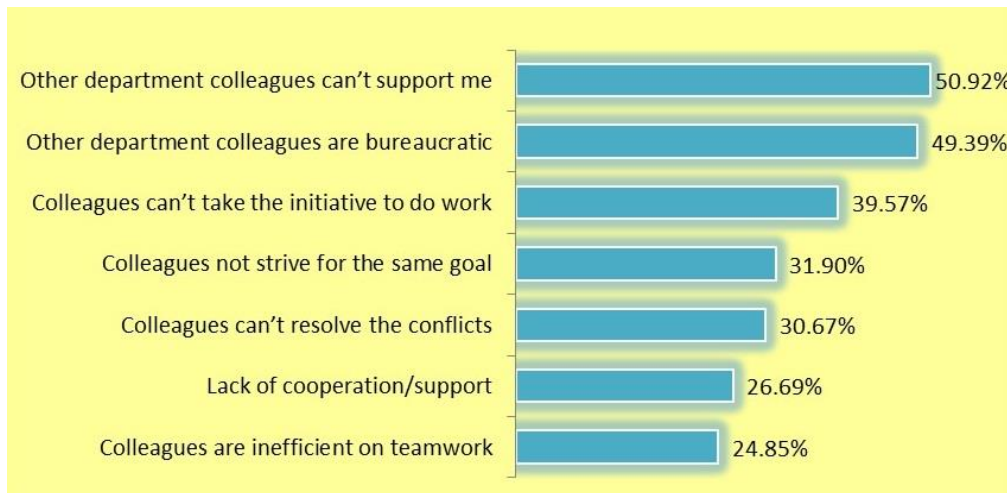 Other department colleagues can’t support me 50.92%
Other department colleagues are bureaucratic 49.39%
Colleagues can’t take the initiative to do work 39.57%
Colleagues not strive for the same goal 31.90%
Colleagues can’t resolve the conflicts 30.67%
Lack of cooperation/support 26.69%
Colleagues are inefficient on teamwork 24.85%